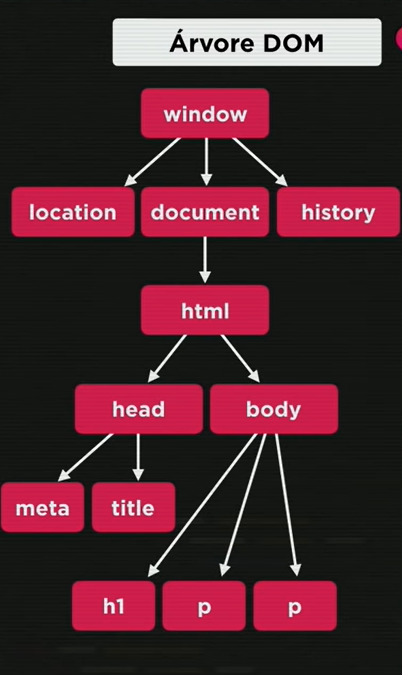 Árvore DOM
window
location
document
history
html
head
body
meta
title
h1
p
p